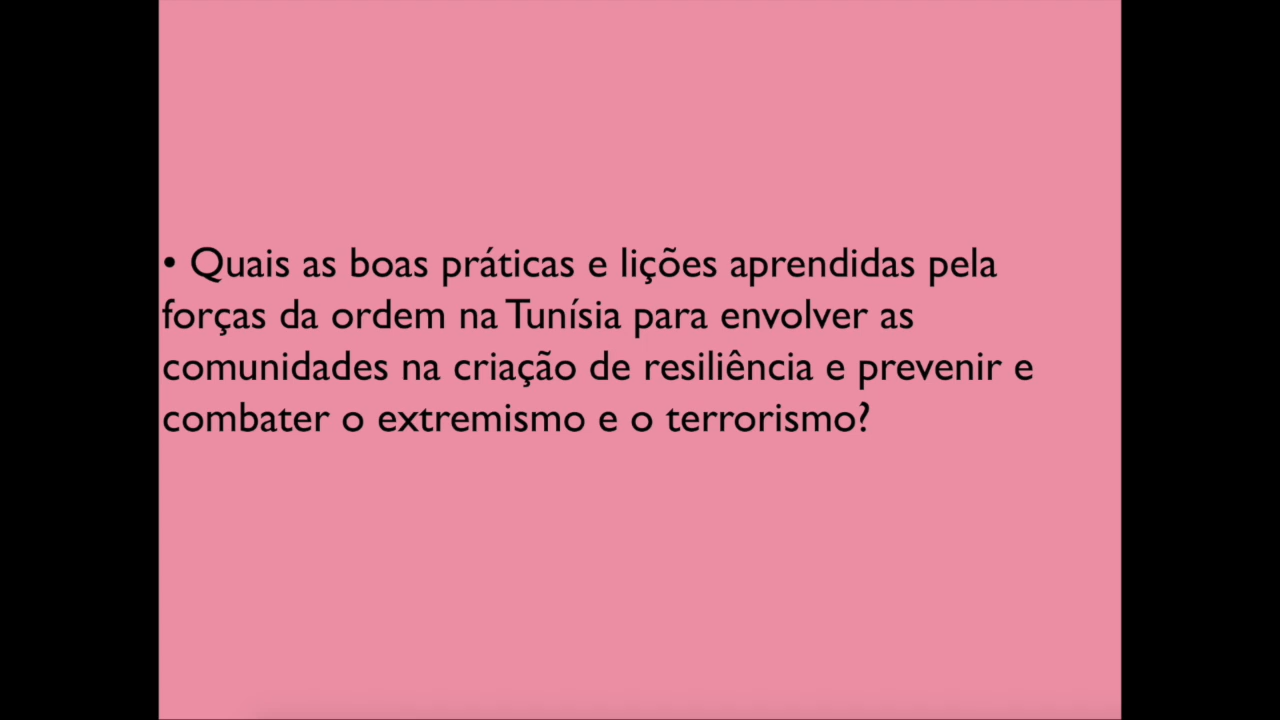 • Quais as boas práticas e lições aprendidas pela
forças da ordem na Tunísia para envolver as
comunidades na criação de resiliência e prevenir e
combater o extremismo e o terrorismo?